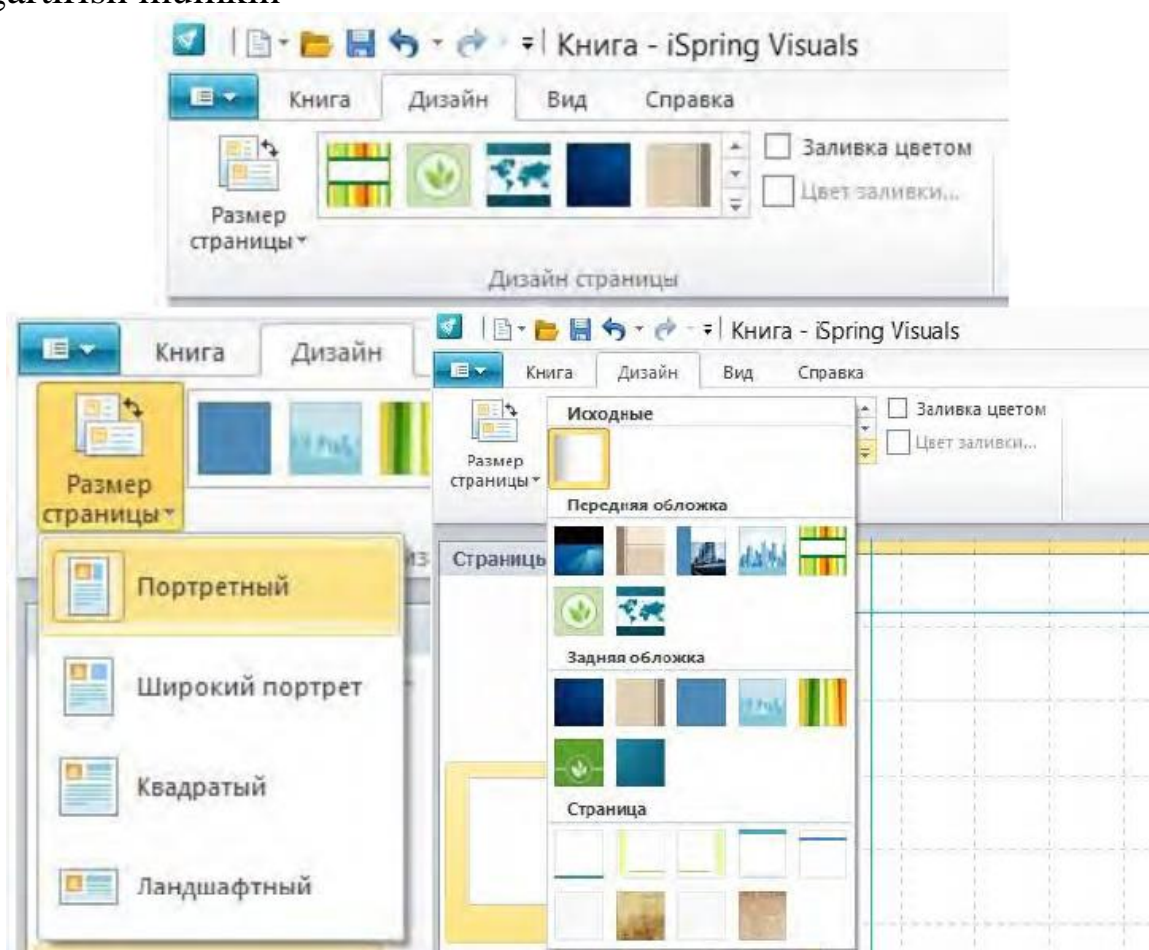 Книга - iSpring Visuals
Книга Дизайн Вид Справка
Заливка цветом
Цвет заливки...
Размер
страницы
Дизайн страницы
Книга Дизайн
Размер
страницы
Портретный
Широкий портрет
Квадратый
Ландшафтный
Книга - iSpring Visuals
Книга Дизайн Вид Справка
Размер
страницы
Заливка цветом
Цвет заливки...
Исходные
Передняя обложка
Страницы
Задняя обложка
Страница